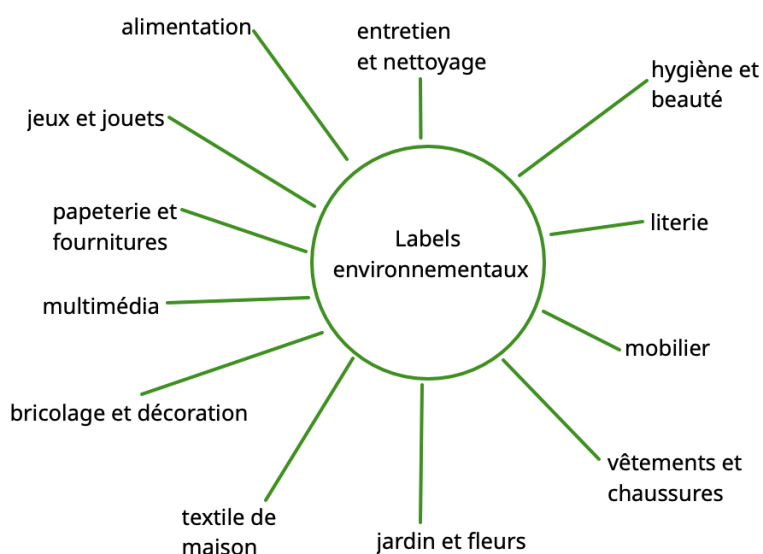 alimentation
entretien
et nettoyage
hygiène et
beauté
jeux et jouets
papeterie et
fournitures
literie
Labels
environnementaux
multimédia
mobilier
bricolage et décoration
vêtements et
chaussures
textile de
maison
jardin et fleurs